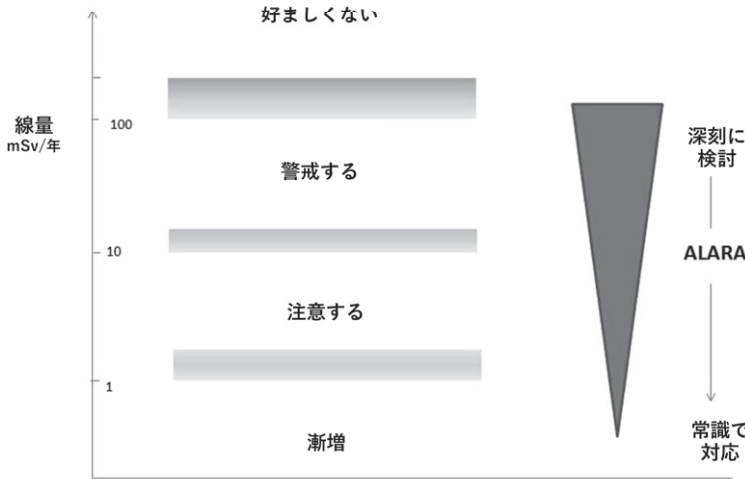 好ましくない
100
線量
mSv/年
深刻に
検討
警戒する
10
ALARA
注意する
1
漸増
常識で
対応